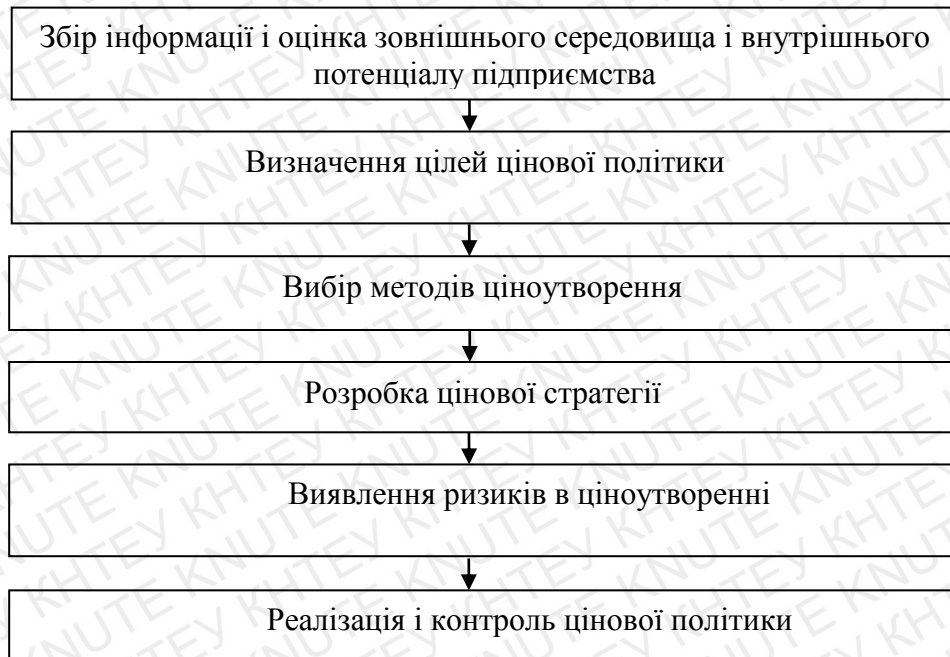 Збір інформації і оцінка зовнішнього середовища і внутрішнього
потенціалу підприємства
Визначення цілей цінової політики
Вибір методів ціноутворення
Розробка цінової стратегії
Виявлення ризиків в ціноутворенні
Реалізація і контроль цінової політики